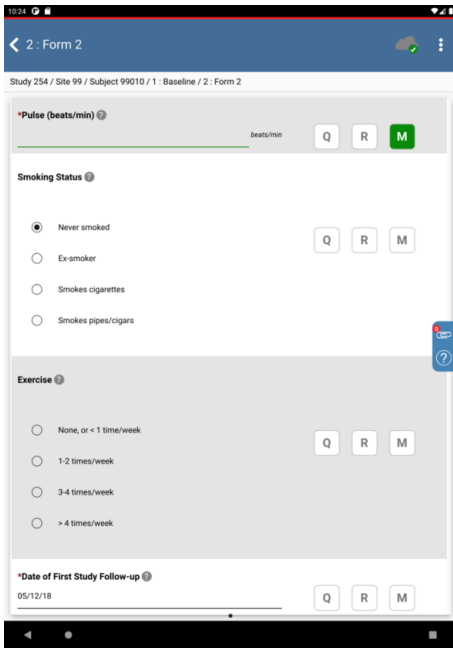 10:24
2 : Form 2
Study 254 / Site 99 / Subject 99010 / 1 : Baseline / 2 : Form 2
*Pulse (beats/min) ?
beats/min
Q R M
Smoking Status ?
Never smoked
Q R M
Ex-smoker
Smokes cigarettes
Smokes pipes/cigars
0
?
Exercise ?
None, or < 1 time/week
Q R M
1-2 times/week
3-4 times/week
> 4 times/week
*Date of First Study Follow-up ?
05/12/18
Q R M